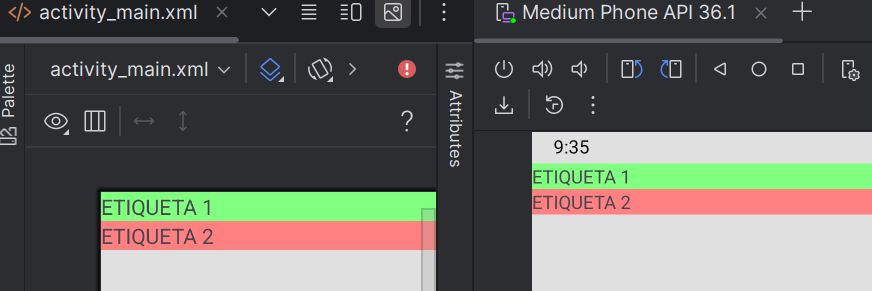 activity_main.xml
Medium Phone API 36.1
Palette
activity_main.xml
Attributes
?
9:35
ETIQUETA 1
ETIQUETA 2
ETIQUETA 1
ETIQUETA 2